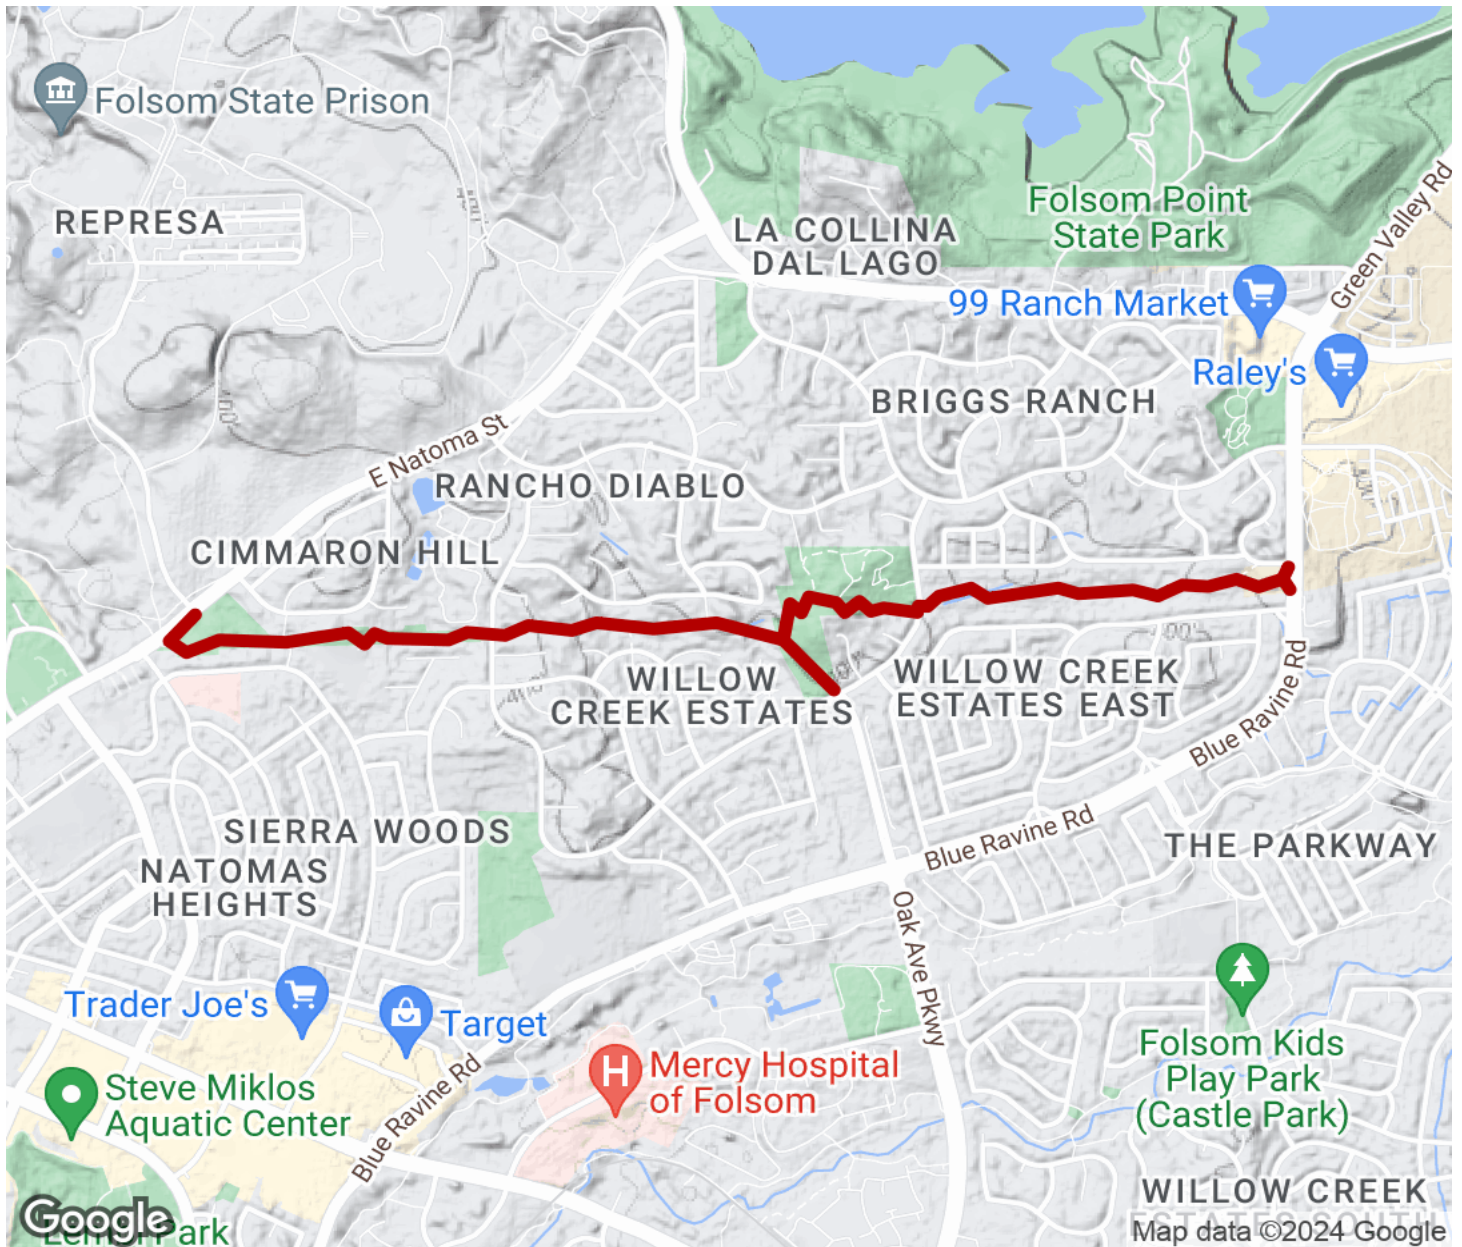 Folsom State Prison
REPRESA
LA COLLINA
DAL LAGO
Folsom Point
State Park
Green Valley Rd
99 Ranch Market
Raley's
BRIGGS RANCH
400
E Natoma St
RANCHO DIABLO
CIMMARON HILL
WILLOW
CREEK ESTATES
WILLOW CREEK
ESTATES EAST
Blue Ravine Rd
SIERRA WOODS
NATOMAS
HEIGHTS
Blue Ravine Rd
THE PARKWAY
Oak Ave Pkwy
Trader Joe's
Target
Steve Miklos
Aquatic Center
Blue Ravine Rd
H
Mercy Hospital
of Folsom
Folsom Kids
Play Park
(Castle Park)
WILLOW CREEK
ESTATES SOUTH
Google
Map data ©2024 Google